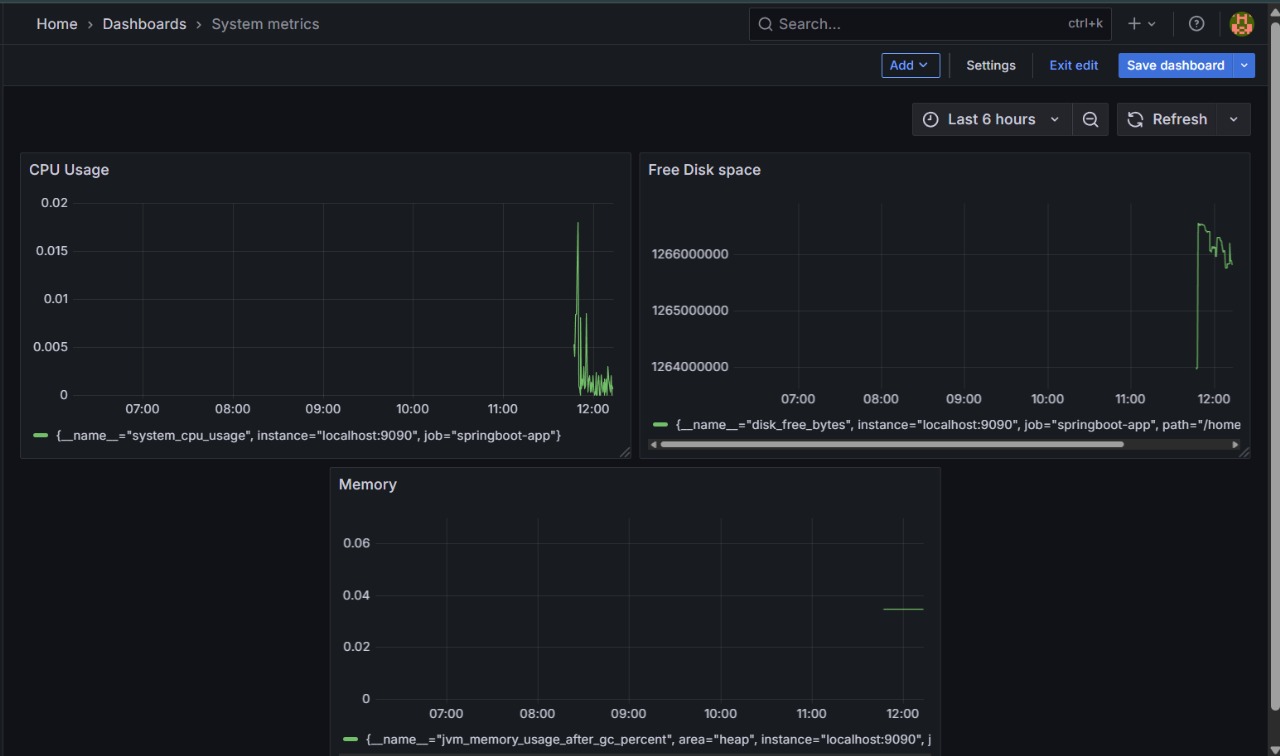 Home › Dashboards › System metrics
Search... ctrl+k
Add Settings Exit edit Save dashboard
Last 6 hours Refresh
CPU Usage
0.02
0.015
0.01
0.005
0
07:00 08:00 09:00 10:00 11:00 12:00
{__name__="system_cpu_usage", instance="localhost:9090", job="springboot-app"}
Free Disk space
1266000000
1265000000
1264000000
07:00 08:00 09:00 10:00 11:00 12:00
{__name__="disk_free_bytes", instance="localhost:9090", job="springboot-app", path="/home
Memory
0.06
0.04
0.02
0
07:00 08:00 09:00 10:00 11:00 12:00
{__name__="jvm_memory_usage_after_gc_percent", area="heap", instance="localhost:9090", j